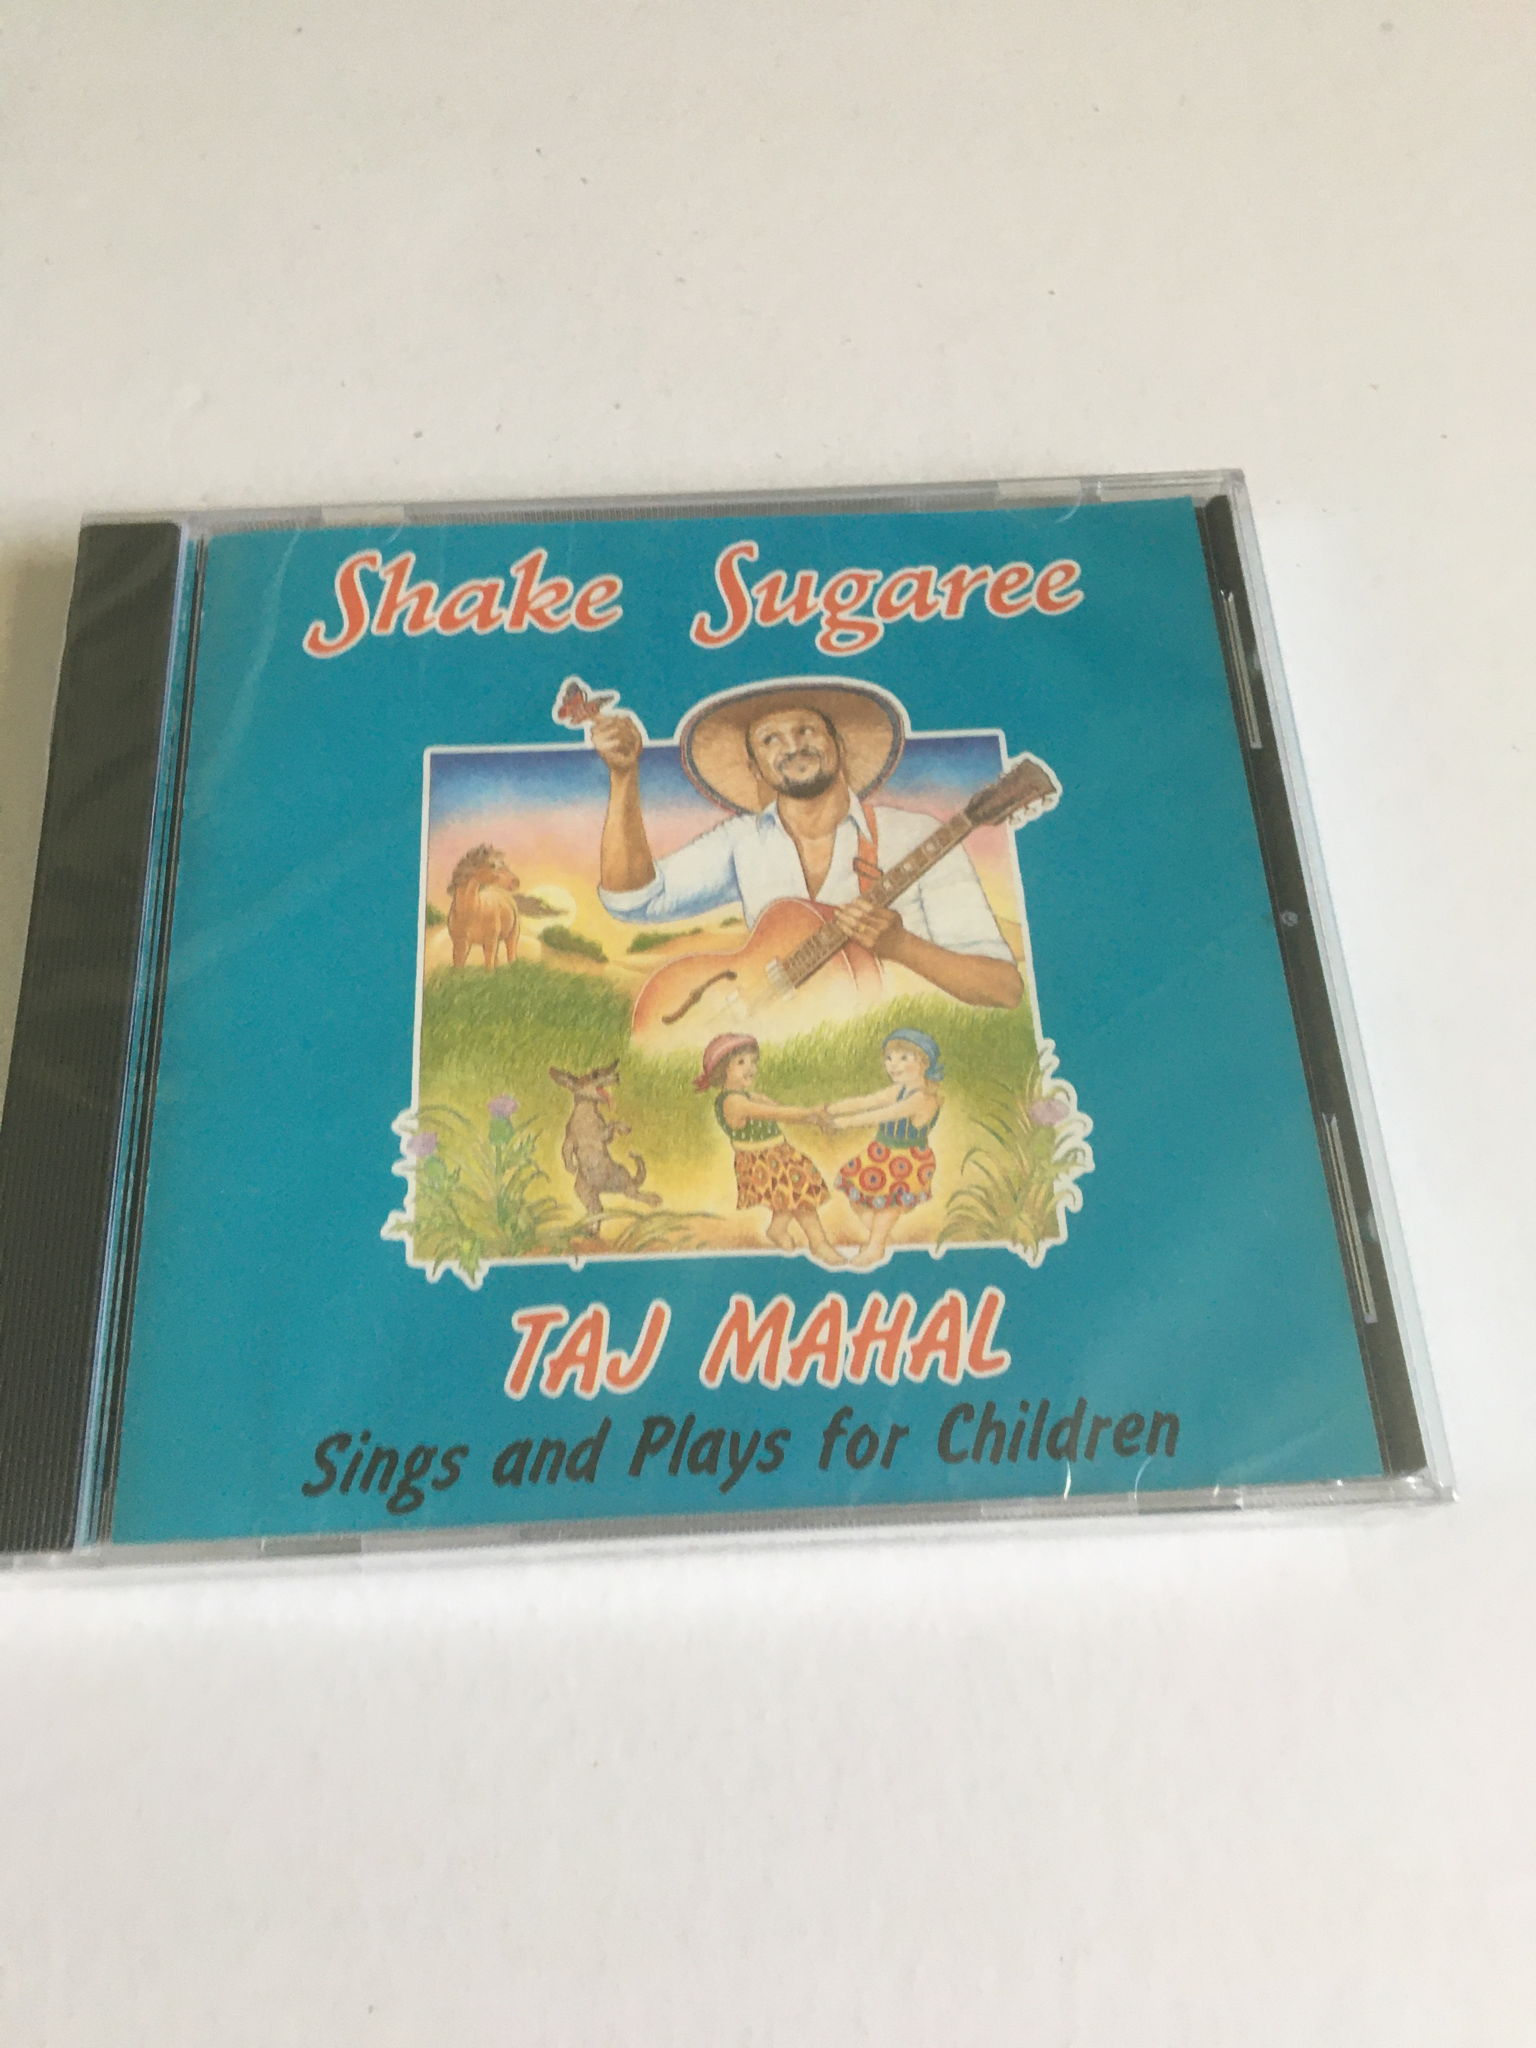 Shake Sugaree
TAJ MAHAL
Sings and Plays for Children